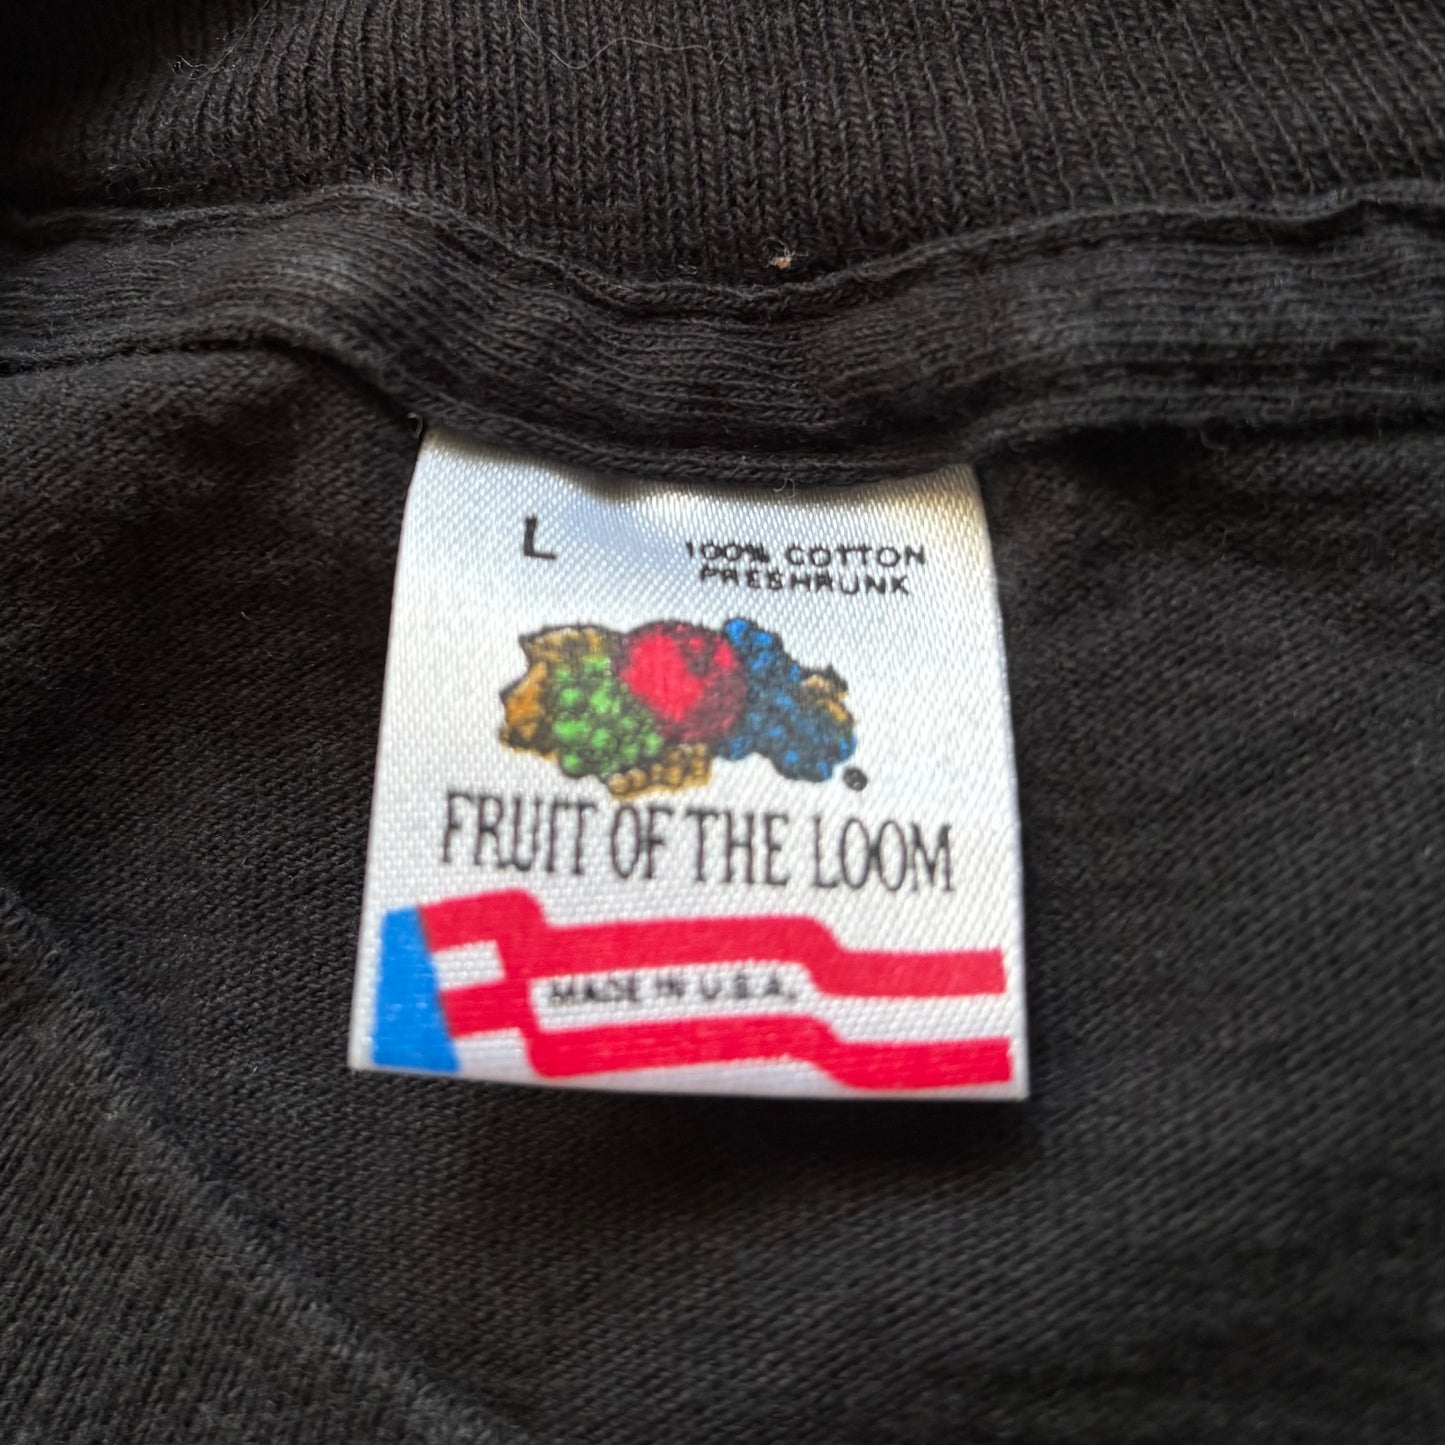 L
100% COTTON
PRESHRUNK
®
FRUIT OF THE LOOM
MADE IN U.S.A.